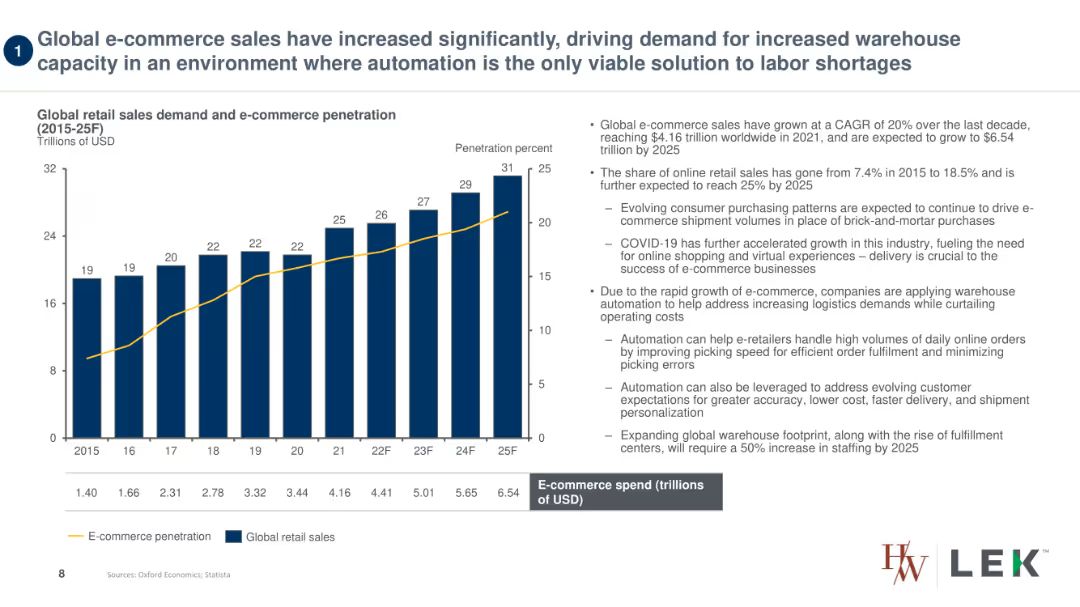 1
Global e-commerce sales have increased significantly, driving demand for increased warehouse
capacity in an environment where automation is the only viable solution to labor shortages
Global retail sales demand and e-commerce penetration
(2015-25F)
Trillions of USD
Penetration percent
32
24
16
8
0
19
19
20
22
22
22
25
26
27
29
31
25
20
15
10
5
0
2015 16 17 18 19 20 21 22F 23F 24F 25F
1.40 1.66 2.31 2.78 3.32 3.44 4.16 4.41 5.01 5.65 6.54
E-commerce spend (trillions
of USD)
E-commerce penetration
Global retail sales
• Global e-commerce sales have grown at a CAGR of 20% over the last decade,
reaching $4.16 trillion worldwide in 2021, and are expected to grow to $6.54
trillion by 2025
• The share of online retail sales has gone from 7.4% in 2015 to 18.5% and is
further expected to reach 25% by 2025
– Evolving consumer purchasing patterns are expected to continue to drive e-
commerce shipment volumes in place of brick-and-mortar purchases
– COVID-19 has further accelerated growth in this industry, fueling the need
for online shopping and virtual experiences – delivery is crucial to the
success of e-commerce businesses
• Due to the rapid growth of e-commerce, companies are applying warehouse
automation to help address increasing logistics demands while curtailing
operating costs
– Automation can help e-retailers handle high volumes of daily online orders
by improving picking speed for efficient order fulfilment and minimizing
picking errors
– Automation can also be leveraged to address evolving customer
expectations for greater accuracy, lower cost, faster delivery, and shipment
personalization
– Expanding global warehouse footprint, along with the rise of fulfillment
centers, will require a 50% increase in staffing by 2025
8
Sources: Oxford Economics; Statista
HW
LEK™